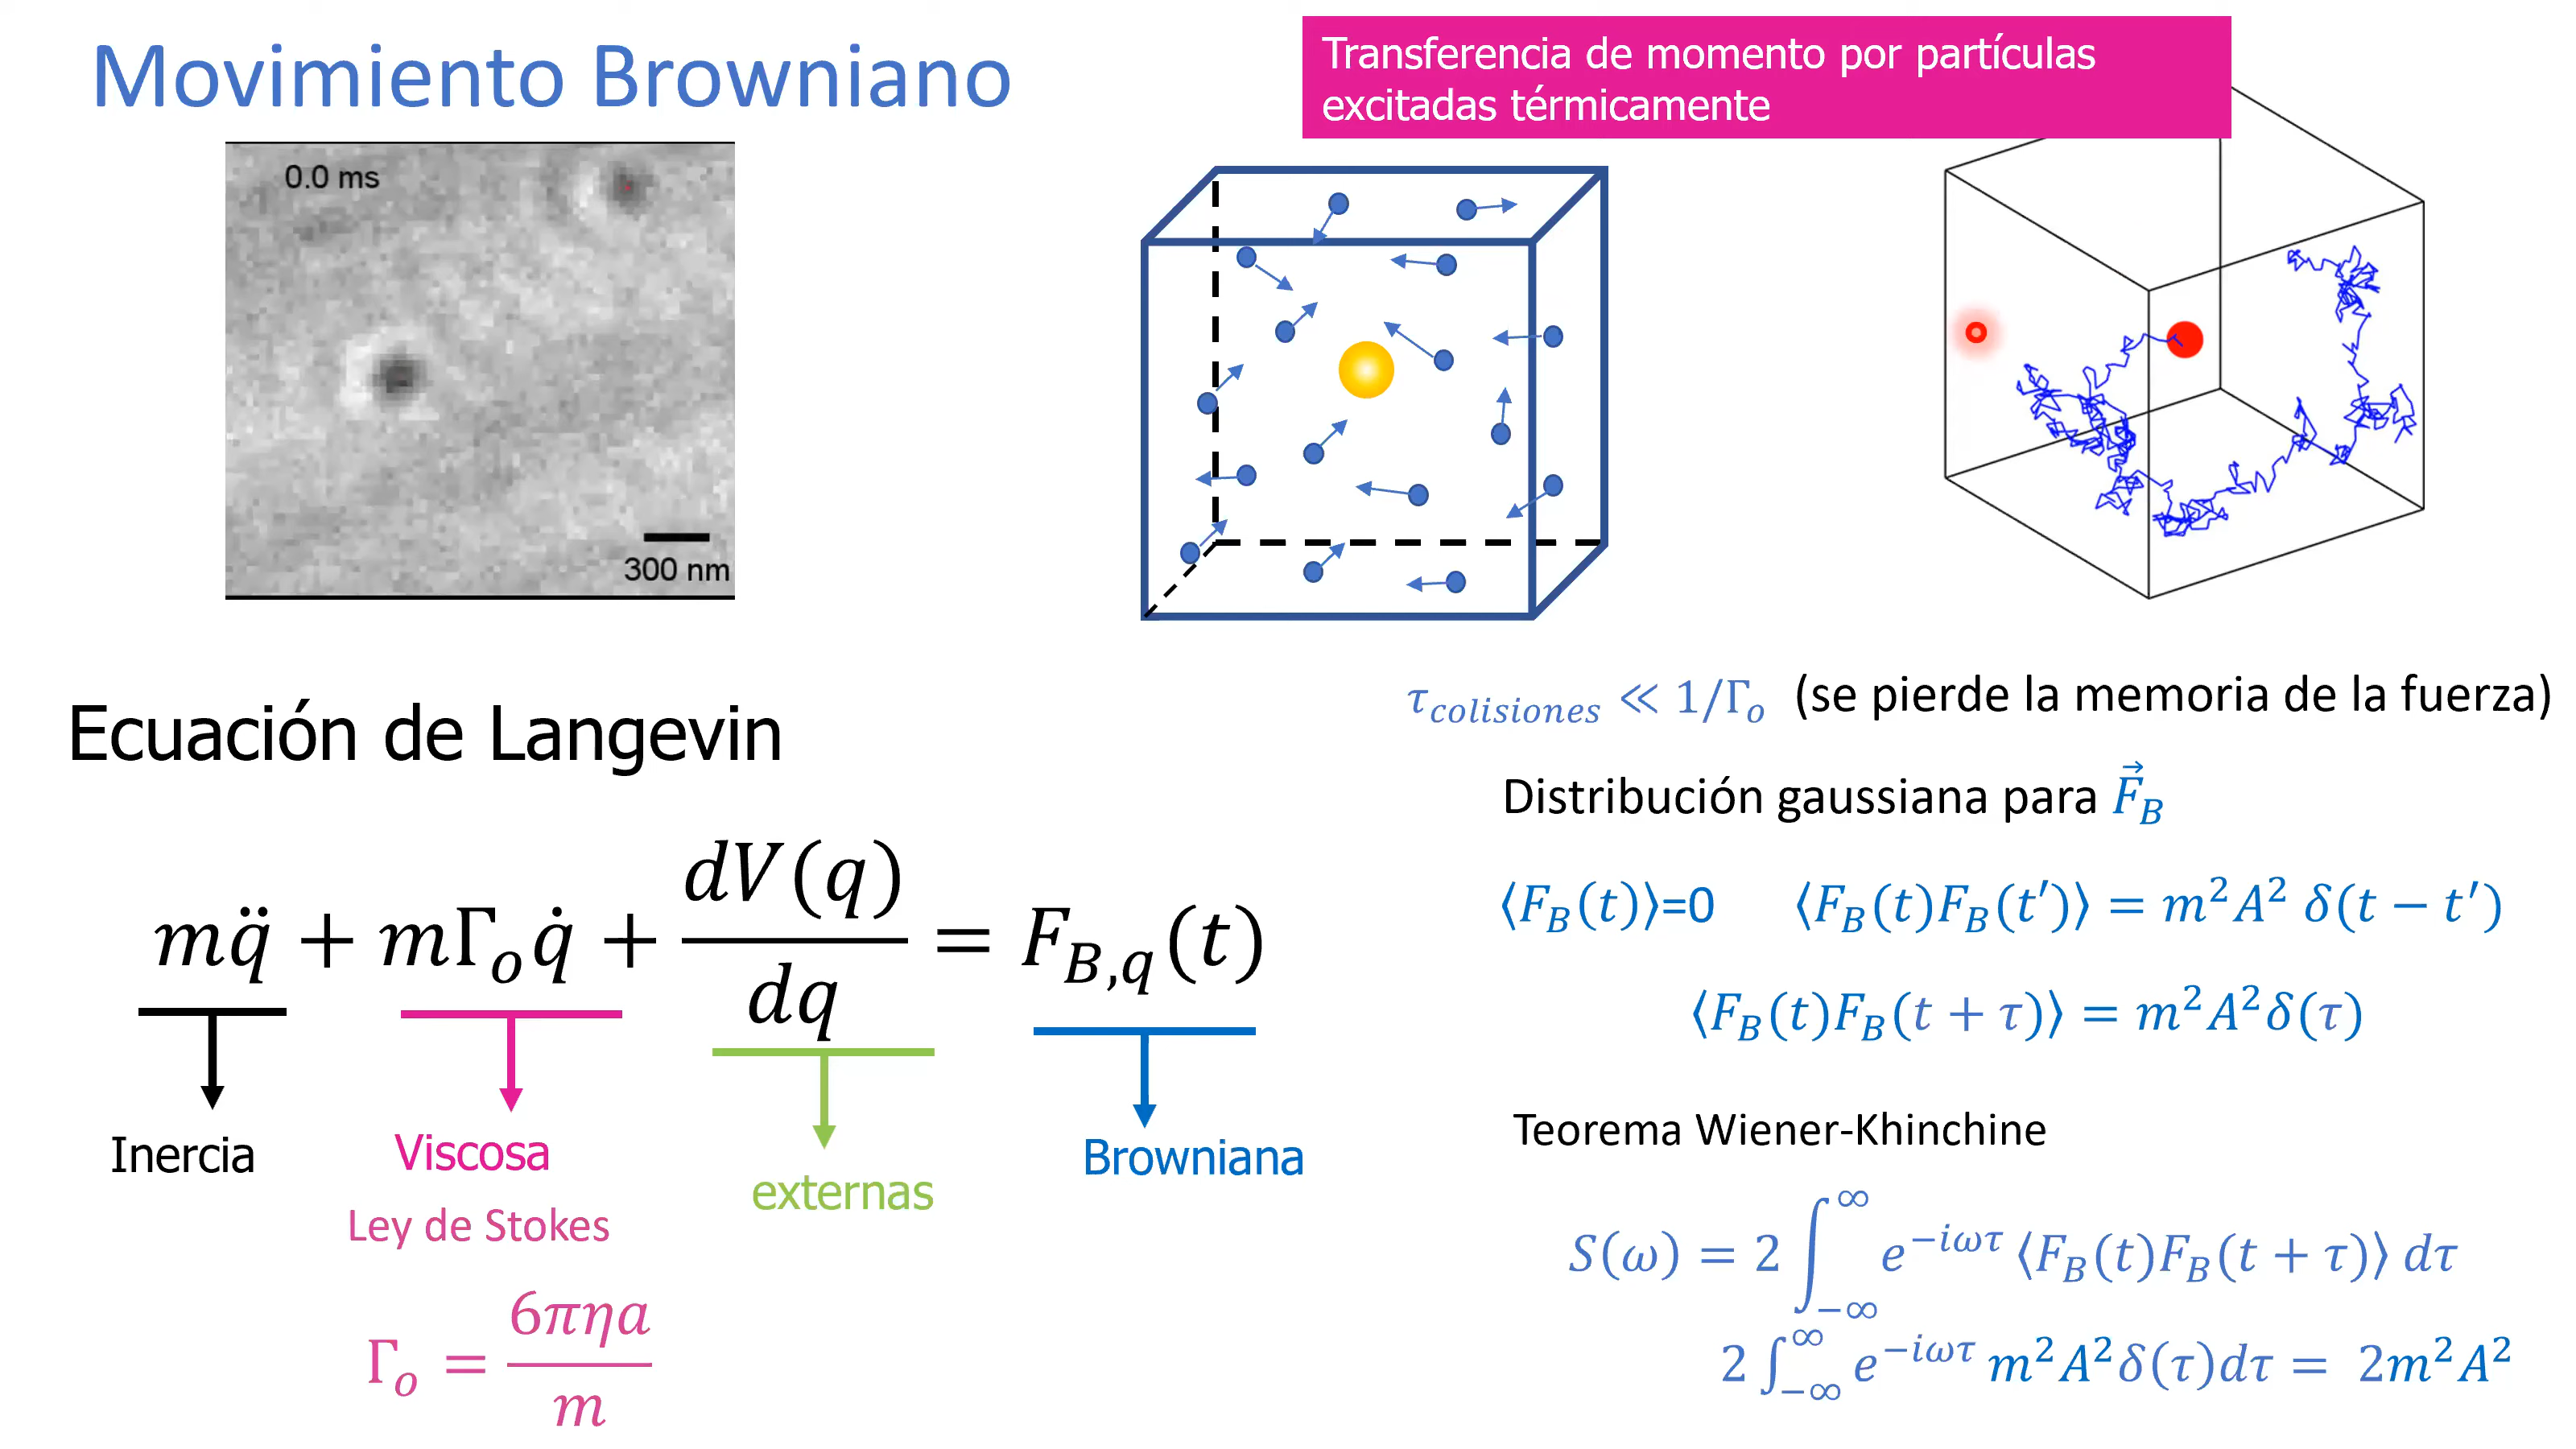 Movimiento Browniano
Transferencia de momento por partículas
excitadas térmicamente
0.0 ms
300 nm
τ_colisiones ≪ 1/Γ_o (se pierde la memoria de la fuerza)
Ecuación de Langevin
Distribución gaussiana para F⃗_B
mq̈ + mΓ_o q̇ + dV(q)/dq = F_{B,q}(t)
⟨F_B(t)⟩=0 ⟨F_B(t)F_B(t′)⟩ = m²A² δ(t − t′)
⟨F_B(t)F_B(t + τ)⟩ = m²A²δ(τ)
Inercia
Viscosa
externas
Browniana
Ley de Stokes
Γ_o = 6πηa/m
Teorema Wiener-Khinchine
S(ω) = 2 ∫_{−∞}^{∞} e^{−iωτ} ⟨F_B(t)F_B(t + τ)⟩ dτ
2 ∫_{−∞}^{∞} e^{−iωτ} m²A²δ(τ)dτ = 2m²A²